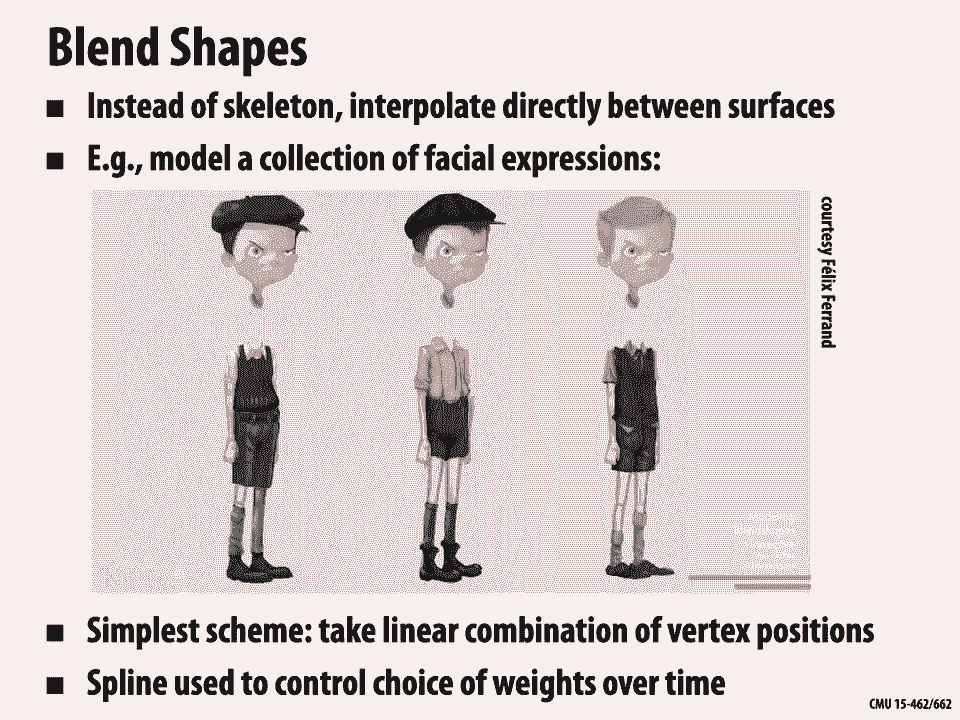 Blend Shapes
■ Instead of skeleton, interpolate directly between surfaces
■ E.g., model a collection of facial expressions:
courtesy Félix Ferrand
■ Simplest scheme: take linear combination of vertex positions
■ Spline used to control choice of weights over time
CMU 15-462/662